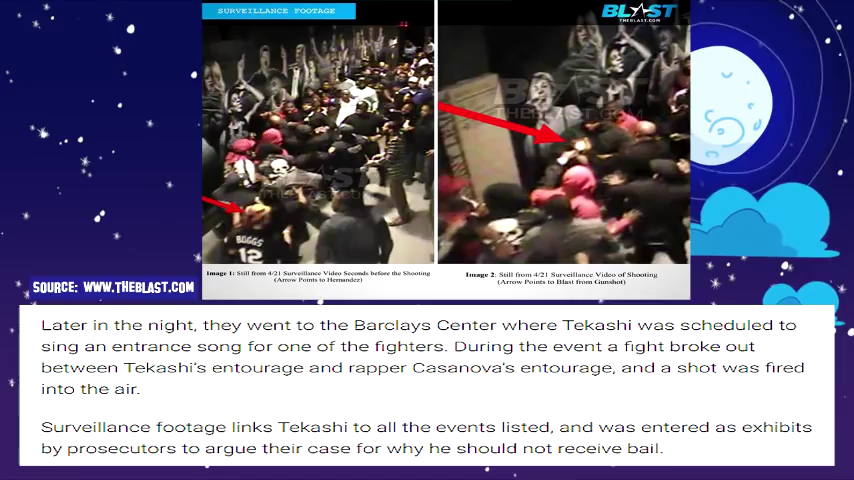 SURVEILLANCE FOOTAGE
BLAST
THEBLAST.COM
BLAST
THEBLAST.COM
BLAST
THEBLAST.COM
BOGGS
12
Image 1: Still from 4/21 Surveillance Video Seconds before the Shooting
(Arrow Points to Hernandez)
Image 2: Still from 4/21 Surveillance Video of Shooting
(Arrow Points to Blast from Gunshot)
SOURCE: WWW.THEBLAST.COM
Later in the night, they went to the Barclays Center where Tekashi was scheduled to
sing an entrance song for one of the fighters. During the event a fight broke out
between Tekashi's entourage and rapper Casanova's entourage, and a shot was fired
into the air.
Surveillance footage links Tekashi to all the events listed, and was entered as exhibits
by prosecutors to argue their case for why he should not receive bail.